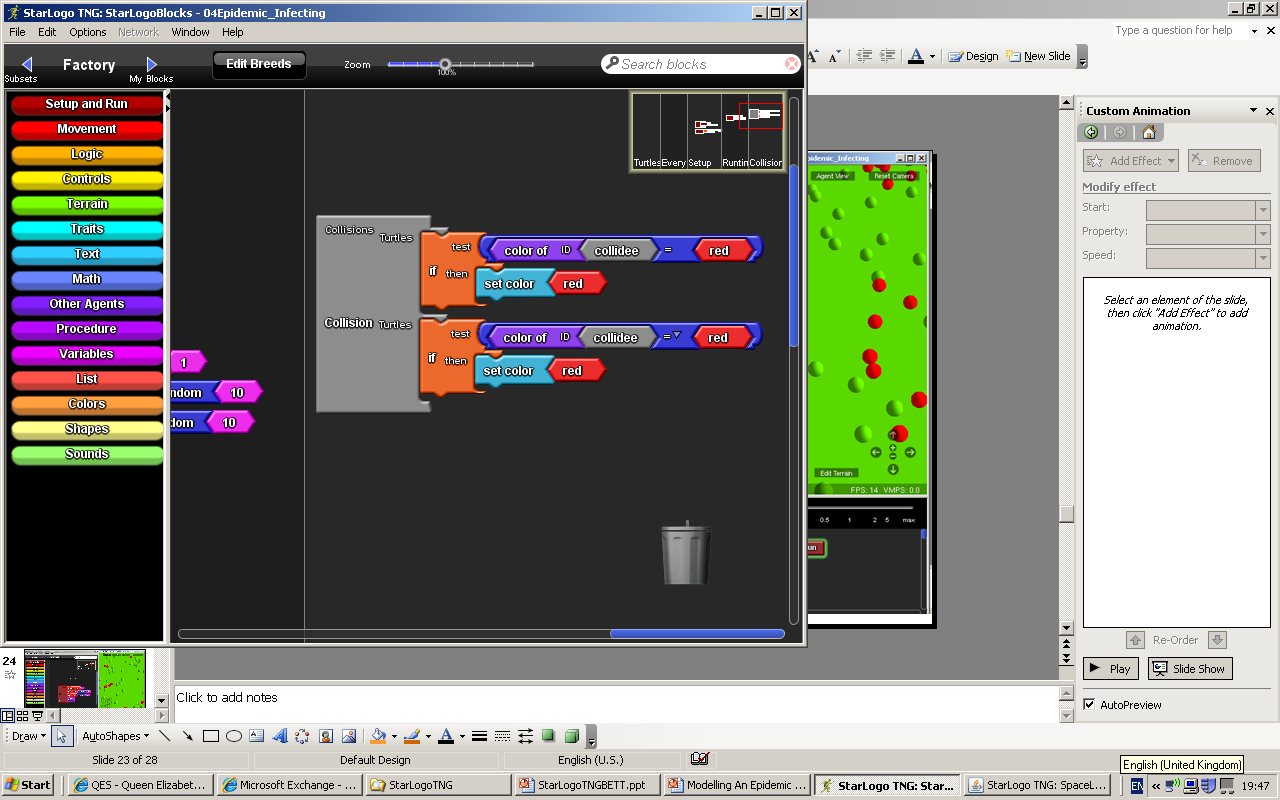 StarLogo TNG: StarLogoBlocks - 04Epidemic_Infecting
File Edit Options Network Window Help
Type a question for help
Subsets Factory My Blocks Edit Breeds Zoom 100% Search blocks
Design New Slide
Setup and Run
Movement
Logic
Controls
Terrain
Traits
Text
Math
Other Agents
Procedure
Variables
List
Colors
Shapes
Sounds
Turtles Every Setup Runtin Collision
1
ndom 10
dom 10
Collisions Turtles
if test color of ID collidee = red
then set color red
Collision Turtles
if test color of ID collidee = red
then set color red
pidemic_Infecting
Agent View Reset Camera
Edit Terrain
FPS: 14 VMPS: 0.0
0.5 1 2 5 max
un
Custom Animation
Add Effect Remove
Modify effect
Start:
Property:
Speed:
Select an element of the slide,
then click "Add Effect" to add
animation.
Re-Order
Play Slide Show
AutoPreview
24
Click to add notes
Draw AutoShapes
Slide 23 of 28 Default Design English (U.S.)
English (United Kingdom)
Start QES - Queen Elizabet... Microsoft Exchange - ... StarLogoTNG StarLogoTNGBETT.ppt Modelling An Epidemic ... StarLogo TNG: Star... StarLogo TNG: SpaceL... EN 19:47